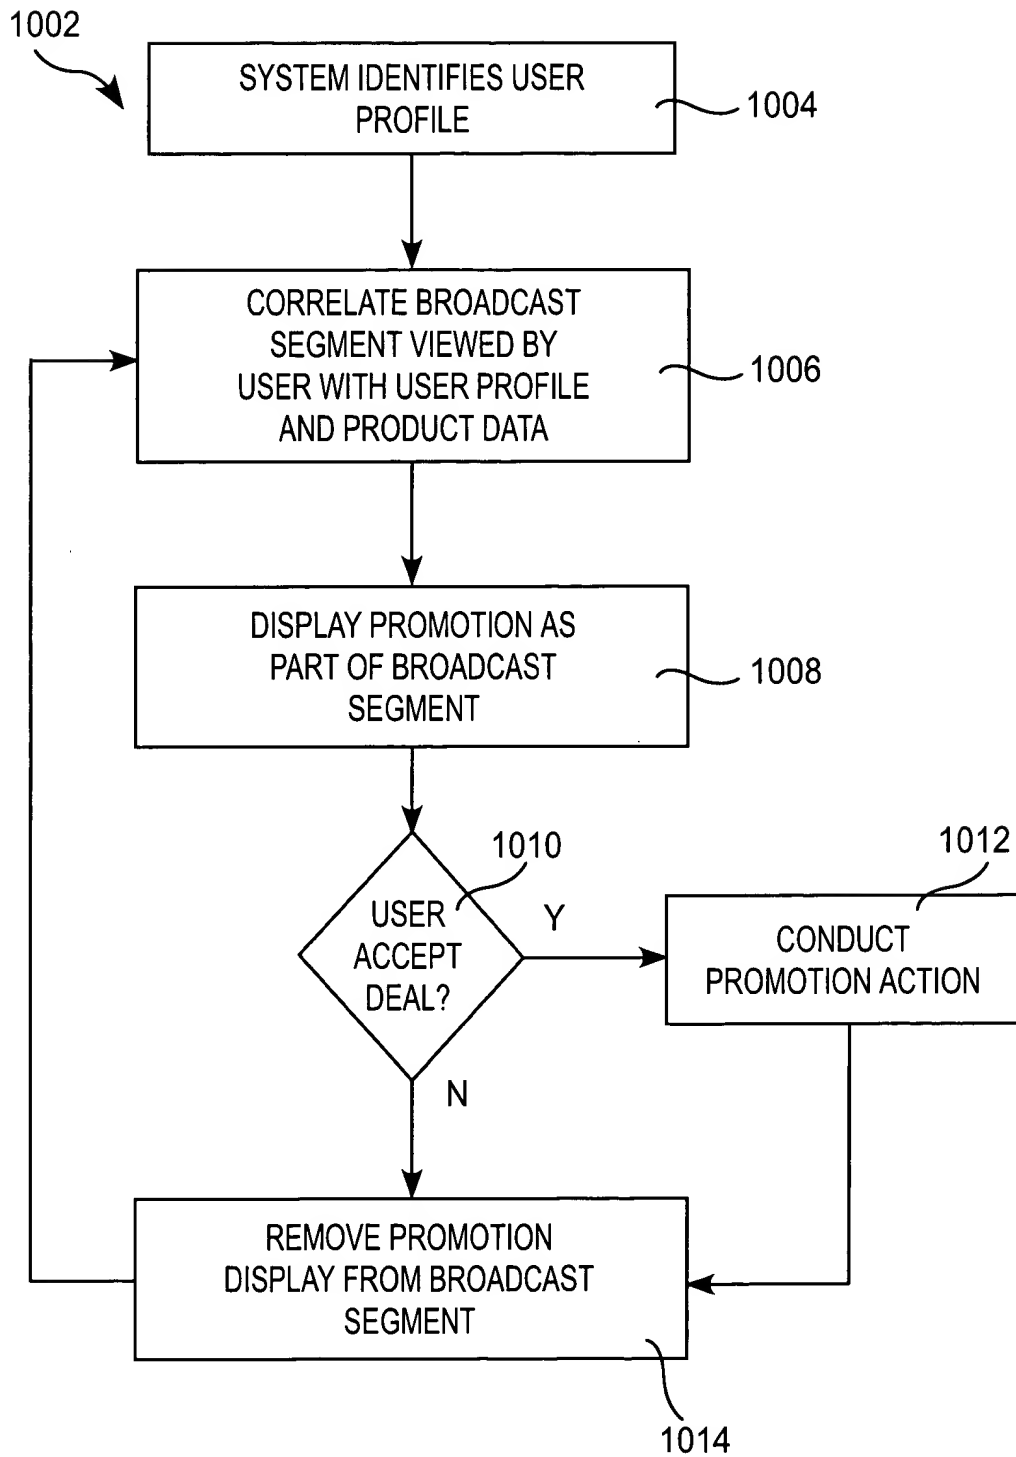 1002
SYSTEM IDENTIFIES USER
PROFILE
1004
CORRELATE BROADCAST
SEGMENT VIEWED BY
USER WITH USER PROFILE
AND PRODUCT DATA
1006
DISPLAY PROMOTION AS
PART OF BROADCAST
SEGMENT
1008
1010
USER
ACCEPT
DEAL?
Y
1012
CONDUCT
PROMOTION ACTION
N
REMOVE PROMOTION
DISPLAY FROM BROADCAST
SEGMENT
1014